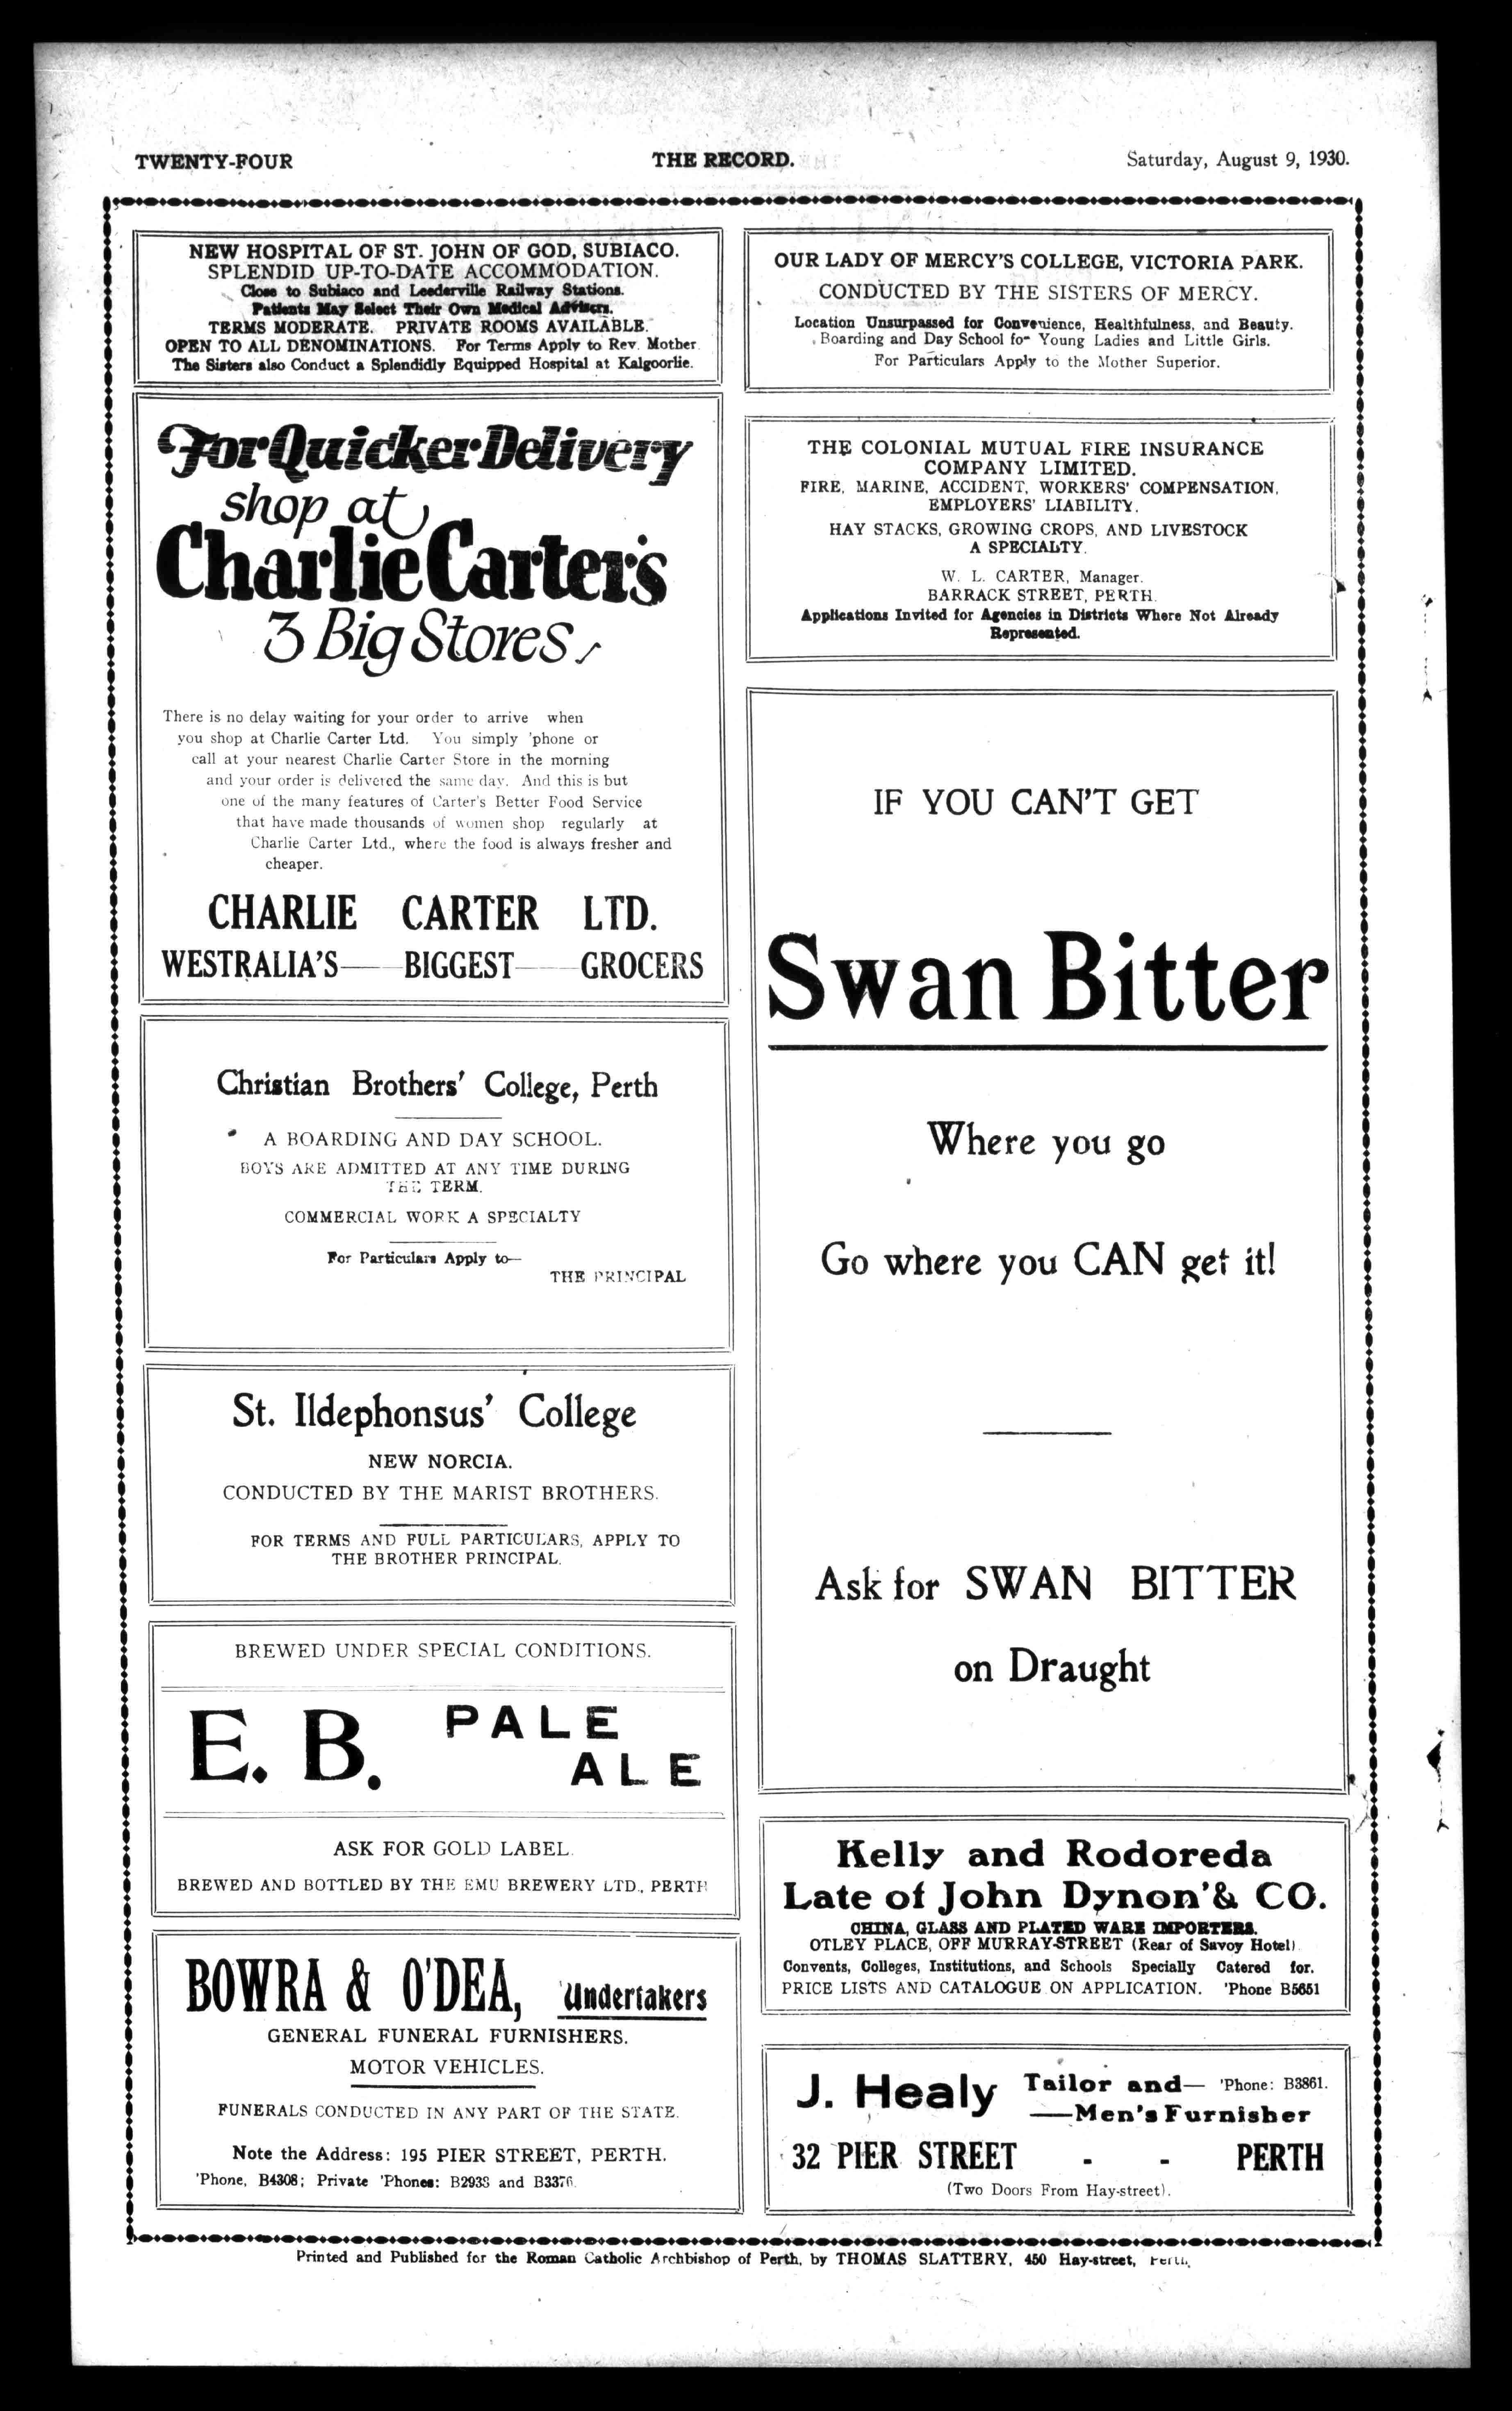 TWENTY-FOUR
THE RECORD.
Saturday, August 9, 1930.
NEW HOSPITAL OF ST. JOHN OF GOD, SUBIACO.
SPLENDID UP-TO-DATE ACCOMMODATION.
Close to Subiaco and Leederville Railway Stations.
Patients May Select Their Own Medical Advisers.
TERMS MODERATE. PRIVATE ROOMS AVAILABLE.
OPEN TO ALL DENOMINATIONS. For Terms Apply to Rev. Mother
The Sisters also Conduct a Splendidly Equipped Hospital at Kalgoorlie.
For Quicker Delivery
shop at
Charlie Carter's
3 Big Stores
There is no delay waiting for your order to arrive when
you shop at Charlie Carter Ltd. You simply 'phone or
call at your nearest Charlie Carter Store in the morning
and your order is delivered the same day. And this is but
one of the many features of Carter's Better Food Service
that have made thousands of women shop regularly at
Charlie Carter Ltd., where the food is always fresher and
cheaper.
CHARLIE CARTER LTD.
WESTRALIA'S—BIGGEST—GROCERS
Christian Brothers' College, Perth
A BOARDING AND DAY SCHOOL.
BOYS ARE ADMITTED AT ANY TIME DURING
THE TERM.
COMMERCIAL WORK A SPECIALTY
For Particulars Apply to—
THE PRINCIPAL
St. Ildephonsus' College
NEW NORCIA.
CONDUCTED BY THE MARIST BROTHERS.
FOR TERMS AND FULL PARTICULARS, APPLY TO
THE BROTHER PRINCIPAL.
BREWED UNDER SPECIAL CONDITIONS.
E. B. PALE
ALE
ASK FOR GOLD LABEL.
BREWED AND BOTTLED BY THE EMU BREWERY LTD., PERTH
BOWRA & O'DEA, Undertakers
GENERAL FUNERAL FURNISHERS.
MOTOR VEHICLES.
FUNERALS CONDUCTED IN ANY PART OF THE STATE.
Note the Address: 195 PIER STREET, PERTH.
'Phone, B4308; Private 'Phones: B2938 and B3376.
OUR LADY OF MERCY'S COLLEGE, VICTORIA PARK.
CONDUCTED BY THE SISTERS OF MERCY.
Location Unsurpassed for Convenience, Healthfulness, and Beauty.
Boarding and Day School for Young Ladies and Little Girls.
For Particulars Apply to the Mother Superior.
THE COLONIAL MUTUAL FIRE INSURANCE
COMPANY LIMITED.
FIRE, MARINE, ACCIDENT, WORKERS' COMPENSATION,
EMPLOYERS' LIABILITY.
HAY STACKS, GROWING CROPS, AND LIVESTOCK
A SPECIALTY.
W. L. CARTER, Manager.
BARRACK STREET, PERTH.
Applications Invited for Agencies in Districts Where Not Already
Represented.
IF YOU CAN'T GET
Swan Bitter
Where you go
Go where you CAN get it!
Ask for SWAN BITTER
on Draught
Kelly and Rodoreda
Late of John Dynon'& CO.
CHINA, GLASS AND PLATED WARE IMPORTERS.
OTLEY PLACE, OFF MURRAY-STREET (Rear of Savoy Hotel)
Convents, Colleges, Institutions, and Schools Specially Catered for.
PRICE LISTS AND CATALOGUE ON APPLICATION. 'Phone B5651
J. Healy Tailor and— 'Phone: B3861.
—Men's Furnisher
32 PIER STREET - - PERTH
(Two Doors From Hay-street).
Printed and Published for the Roman Catholic Archbishop of Perth, by THOMAS SLATTERY, 450 Hay-street, Perth.